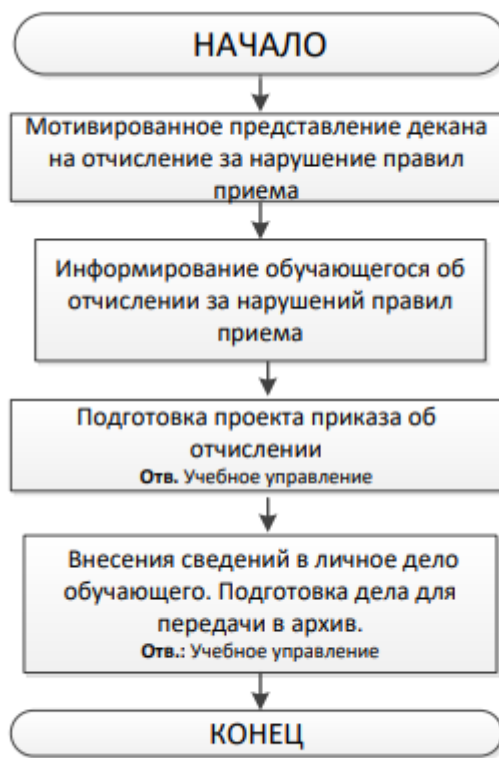 НАЧАЛО
Мотивированное представление декана
на отчисление за нарушение правил
приема
Информирование обучающегося об
отчислении за нарушений правил
приема
Подготовка проекта приказа об
отчислении
Отв. Учебное управление
Внесения сведений в личное дело
обучающего. Подготовка дела для
передачи в архив.
Отв.: Учебное управление
КОНЕЦ